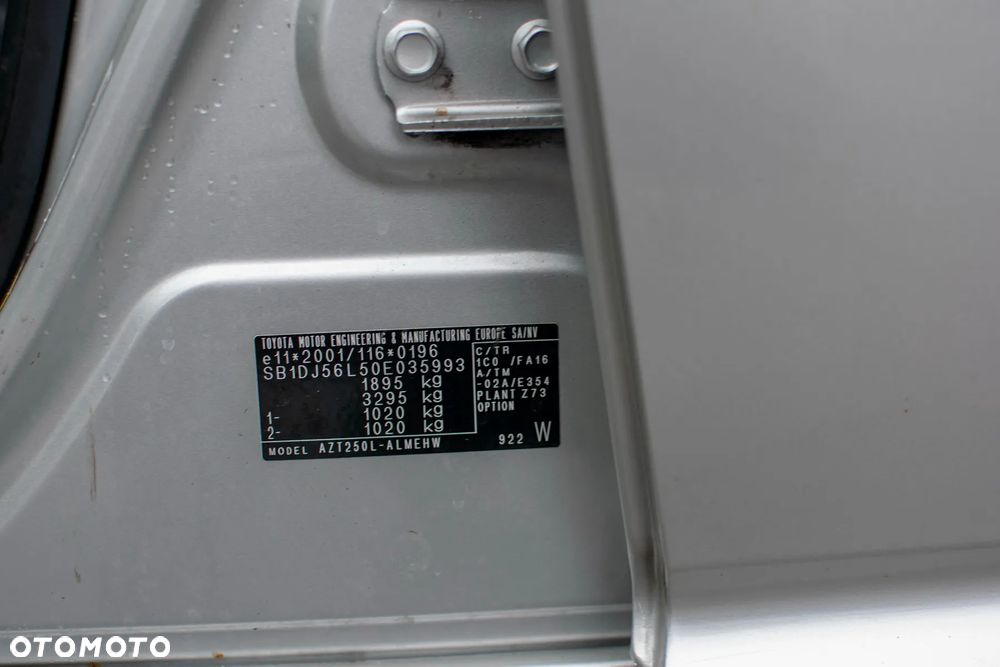 TOYOTA MOTOR ENGINEERING & MANUFACTURING EUROPE SA/NV
e11*2001/116*0196
SB1DJ56L50E035993
1895 kg
3295 kg
1- 1020 kg
2- 1020 kg
C/TR
1C0 /FA16
A/TM
-02A/E354
PLANT Z73
OPTION
MODEL AZT250L-ALMEHW
922 W
OTOMOTO